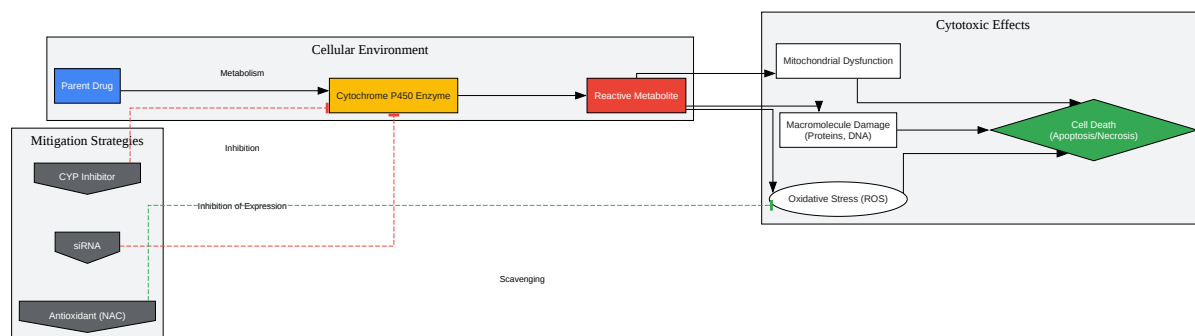 Cytotoxic Effects
Cellular Environment
Mitochondrial Dysfunction
Metabolism
Parent Drug
Cytochrome P450 Enzyme
Reactive Metabolite
Macromolecule Damage
(Proteins, DNA)
Cell Death
(Apoptosis/Necrosis)
Mitigation Strategies
Inhibition
CYP Inhibitor
Oxidative Stress (ROS)
Inhibition of Expression
siRNA
Scavenging
Antioxidant (NAC)